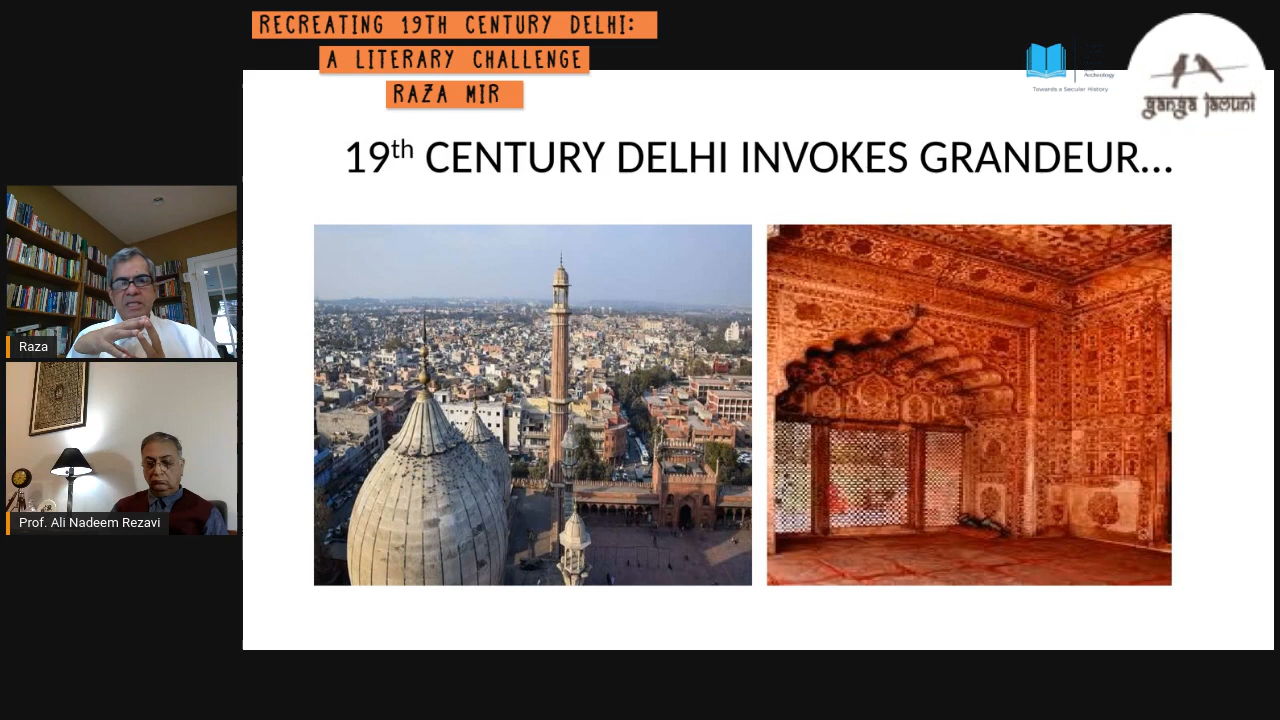 RECREATING 19TH CENTURY DELHI:
A LITERARY CHALLENGE
RAZA MIR
Archeology
Towards a Secular History
ganga jamuni
19th CENTURY DELHI INVOKES GRANDEUR...
Raza
Prof. Ali Nadeem Rezavi